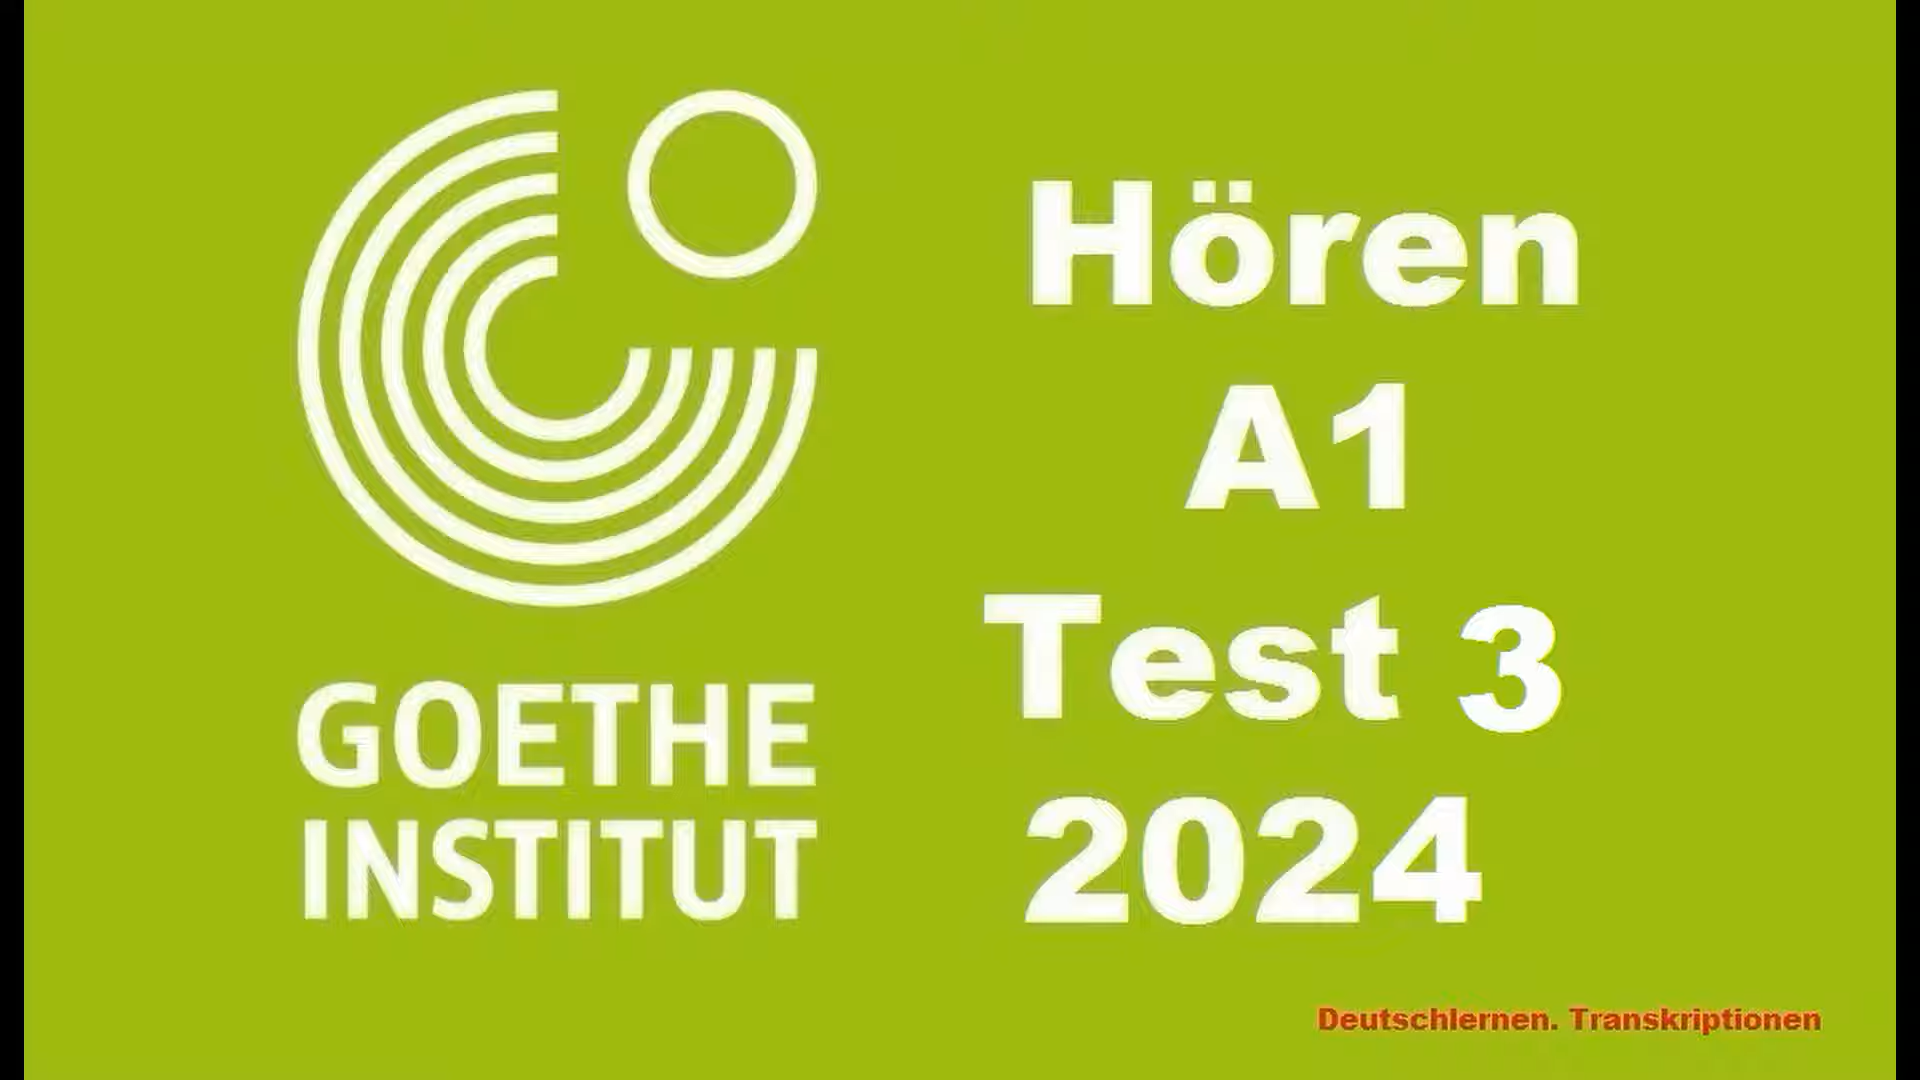 GOETHE
INSTITUT
Hören
A1
Test 3
2024
Deutschlernen. Transkriptionen